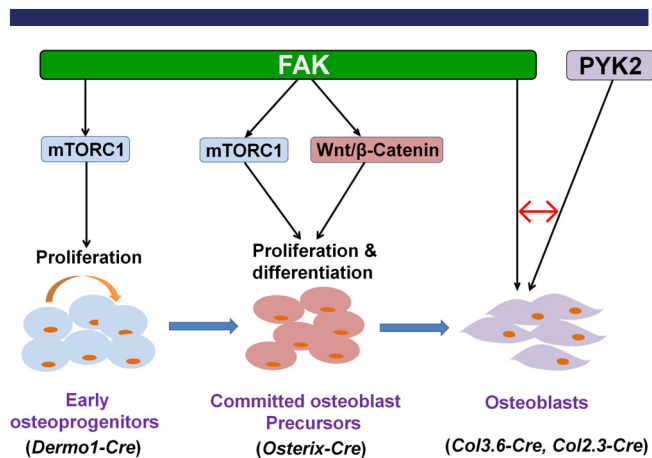 FAK
PYK2
mTORC1
mTORC1
Wnt/β-Catenin
Proliferation
Proliferation &
differentiation
Early
osteoprogenitors
(Dermo1-Cre)
Committed osteoblast
Precursors
(Osterix-Cre)
Osteoblasts
(Col3.6-Cre, Col2.3-Cre)